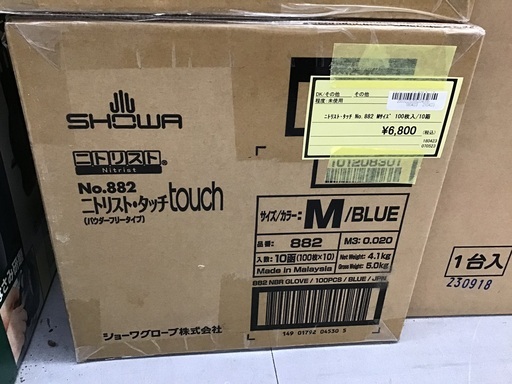 SHOWA
ニトリスト
Nitrist
No.882
ニトリスト・タッチtouch
(パウダーフリータイプ)
DK/その他 その他
程度:未使用
ニトリスト・タッチ No.882 Mサイズ 100枚入/10箱
¥6,800 (税込)
サイズ/カラー: M/BLUE
品番: 882 M3: 0.020
入数: 10函(100枚×10)
Net Weight: 4.1kg
Made in Malaysia
Gross Weight: 5.0kg
882 NBR GLOVE / 100PCS / BLUE / JPN
ショーワグローブ株式会社
1台入
230918